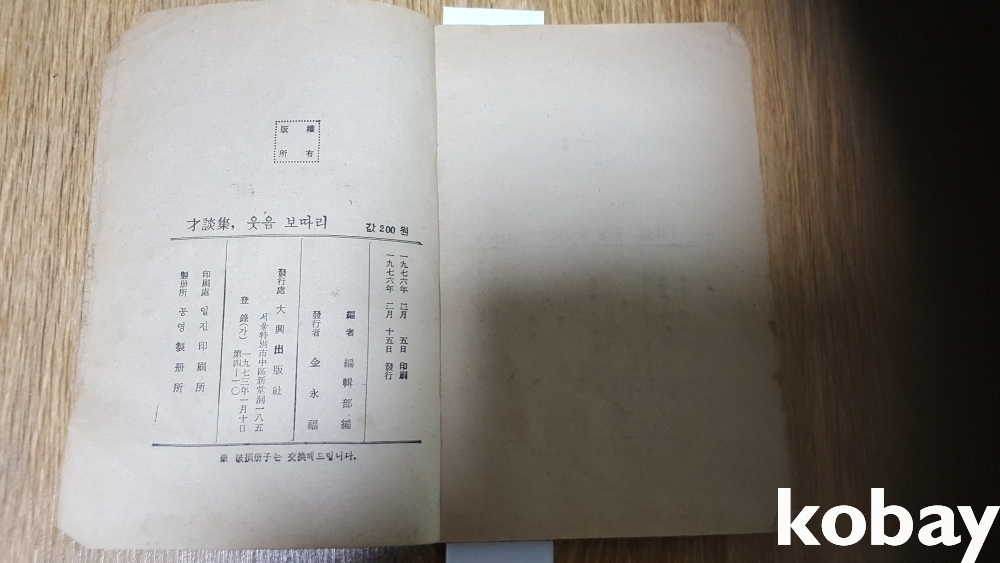 版權
所有
才談集, 웃음 보따리
값 200 원
一九七六年 二月 五日 印刷
一九七六年 二月 十五日 發行
編者 編輯部編
發行者 金永福
發行處 大興出版社
서울特別市中區新堂洞一八五
登錄(가) 一九七三年一月十日
第四—一〇
印刷處 일진印刷所
製册所 공영製册所
破損册子는 交換해드립니다.
kobay